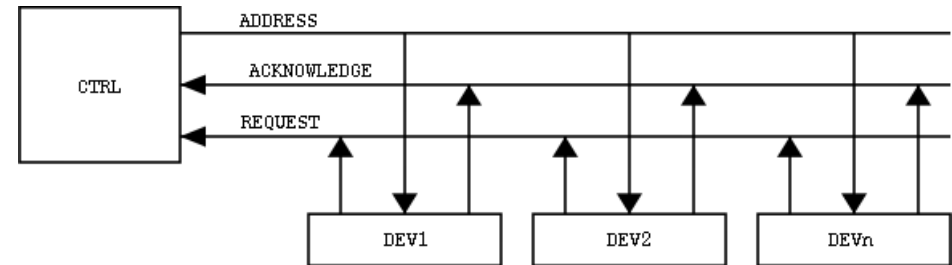 ADDRESS
ACKNOWLEDGE
CTRL
REQUEST
DEV1
DEV2
DEVn